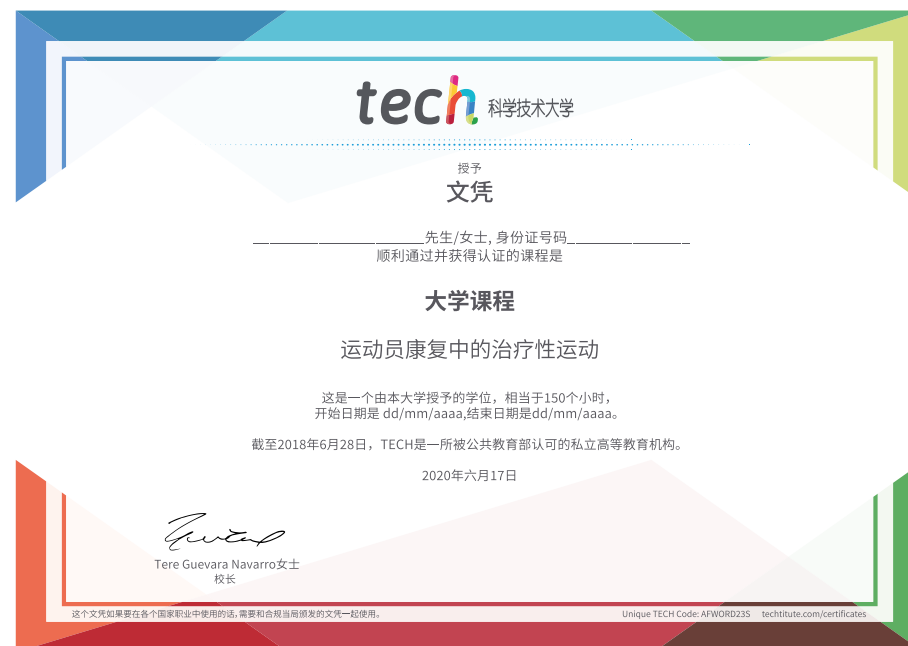 tech 科学技术大学
授予
文凭
________________________先生/女士, 身份证号码_________________
顺利通过并获得认证的课程是
大学课程
运动员康复中的治疗性运动
这是一个由本大学授予的学位，相当于150个小时，
开始日期是 dd/mm/aaaa,结束日期是dd/mm/aaaa。
截至2018年6月28日，TECH是一所被公共教育部认可的私立高等教育机构。
2020年六月17日
Tere Guevara Navarro女士
校长
这个文凭如果要在各个国家职业中使用的话,需要和合规当局颁发的文凭一起使用。
Unique TECH Code: AFWORD23S techtitute.com/certificates